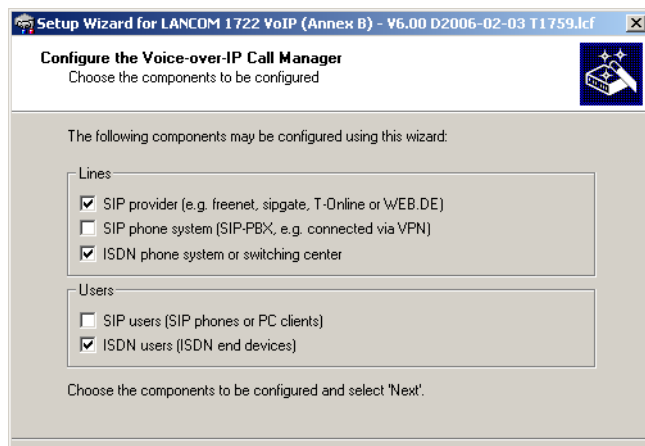 Setup Wizard for LANCOM 1722 VoIP (Annex B) - V6.00 D2006-02-03 T1759.lcf
Configure the Voice-over-IP Call Manager
Choose the components to be configured
The following components may be configured using this wizard:
Lines
SIP provider (e.g. freenet, sipgate, T-Online or WEB.DE)
SIP phone system (SIP-PBX, e.g. connected via VPN)
ISDN phone system or switching center
Users
SIP users (SIP phones or PC clients)
ISDN users (ISDN end devices)
Choose the components to be configured and select 'Next'.